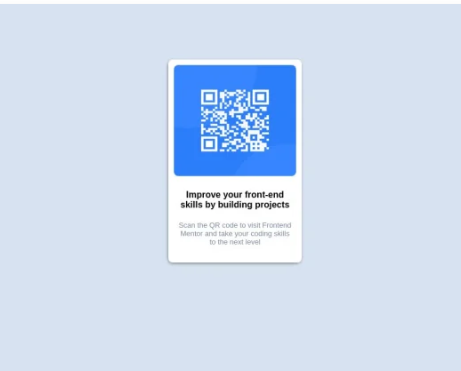 Improve your front-end
skills by building projects
Scan the QR code to visit Frontend
Mentor and take your coding skills
to the next level